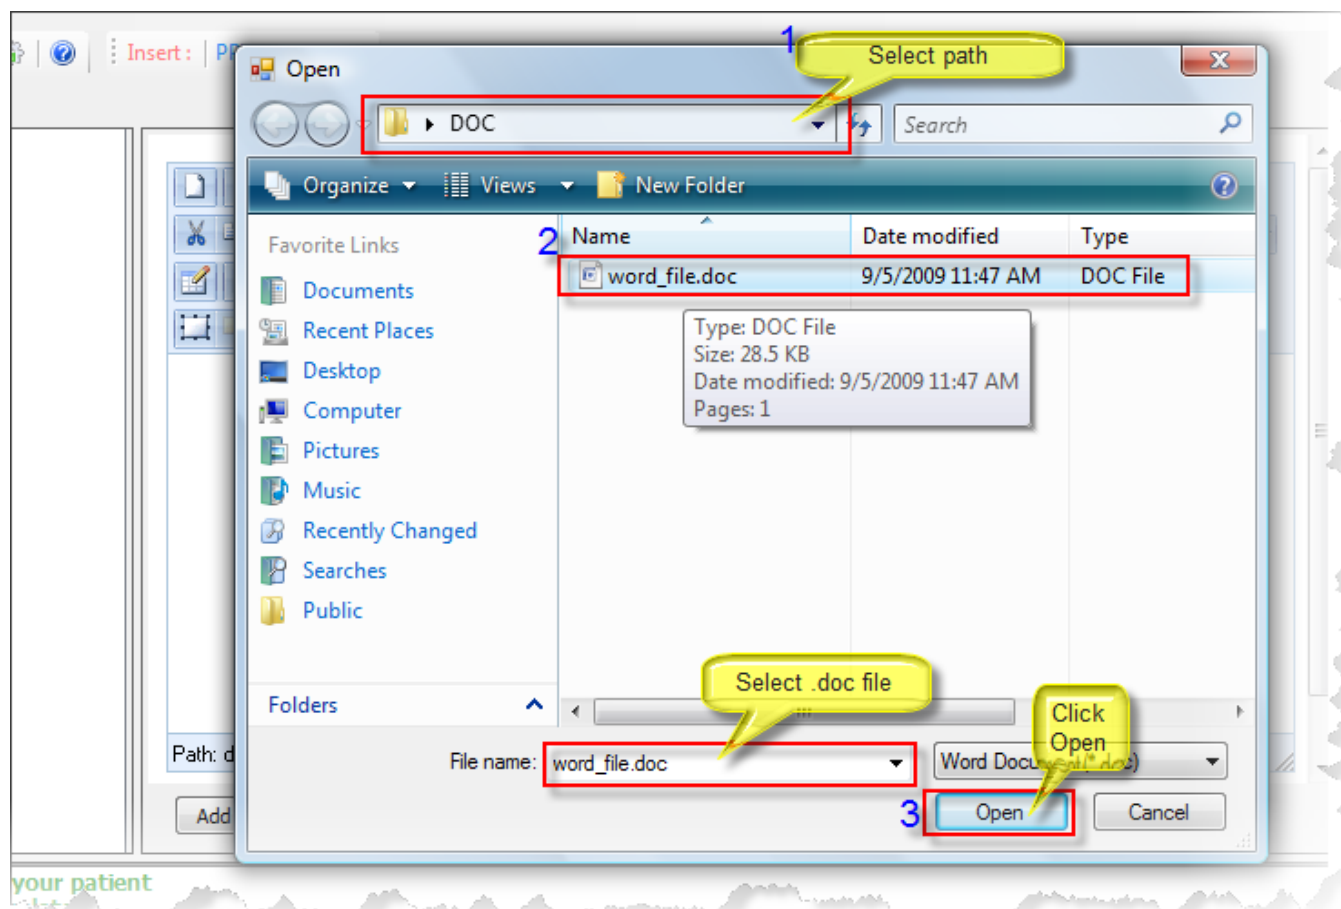 1
Select path
Insert :
Open
DOC
Search
Organize
Views
New Folder
Favorite Links
2
Name
Date modified
Type
word_file.doc
9/5/2009 11:47 AM
DOC File
Documents
Recent Places
Desktop
Computer
Pictures
Music
Recently Changed
Searches
Public
Type: DOC File
Size: 28.5 KB
Date modified: 9/5/2009 11:47 AM
Pages: 1
Folders
Select .doc file
Click
Open
Path: d
File name:
word_file.doc
Word Document(*.doc)
Add
3
Open
Cancel
your patient